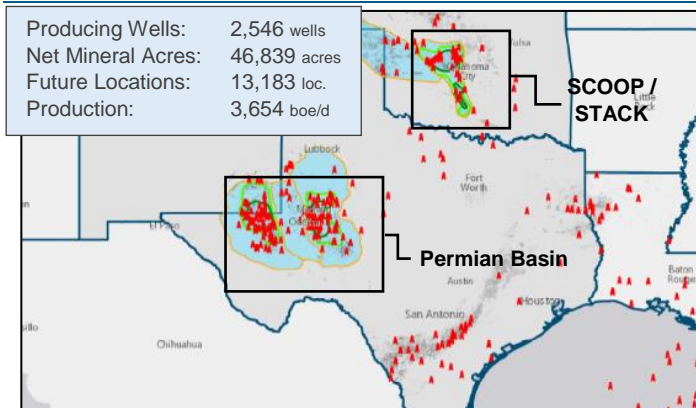 Producing Wells: 2,546 wells
Net Mineral Acres: 46,839 acres
Future Locations: 13,183 loc.
Production: 3,654 boe/d
Tulsa
Oklahoma
City
SCOOP /
STACK
Little
Rock
Lubbock
Fort
Worth
El Paso
Permian Basin
Austin
Baton
Rouge
Houston
San Antonio
Chihuahua